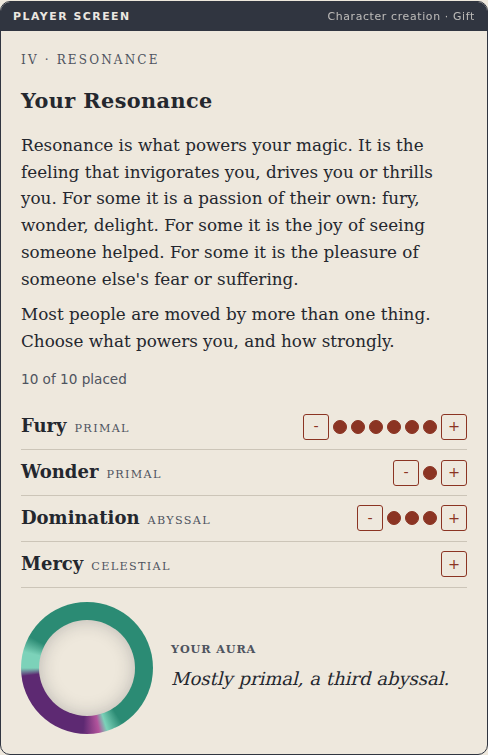 PLAYER SCREEN
Character creation · Gift
IV · RESONANCE
Your Resonance
Resonance is what powers your magic. It is the
feeling that invigorates you, drives you or thrills
you. For some it is a passion of their own: fury,
wonder, delight. For some it is the joy of seeing
someone helped. For some it is the pleasure of
someone else's fear or suffering.
Most people are moved by more than one thing.
Choose what powers you, and how strongly.
10 of 10 placed
Fury PRIMAL - +
Wonder PRIMAL - +
Domination ABYSSAL - +
Mercy CELESTIAL +
YOUR AURA
Mostly primal, a third abyssal.